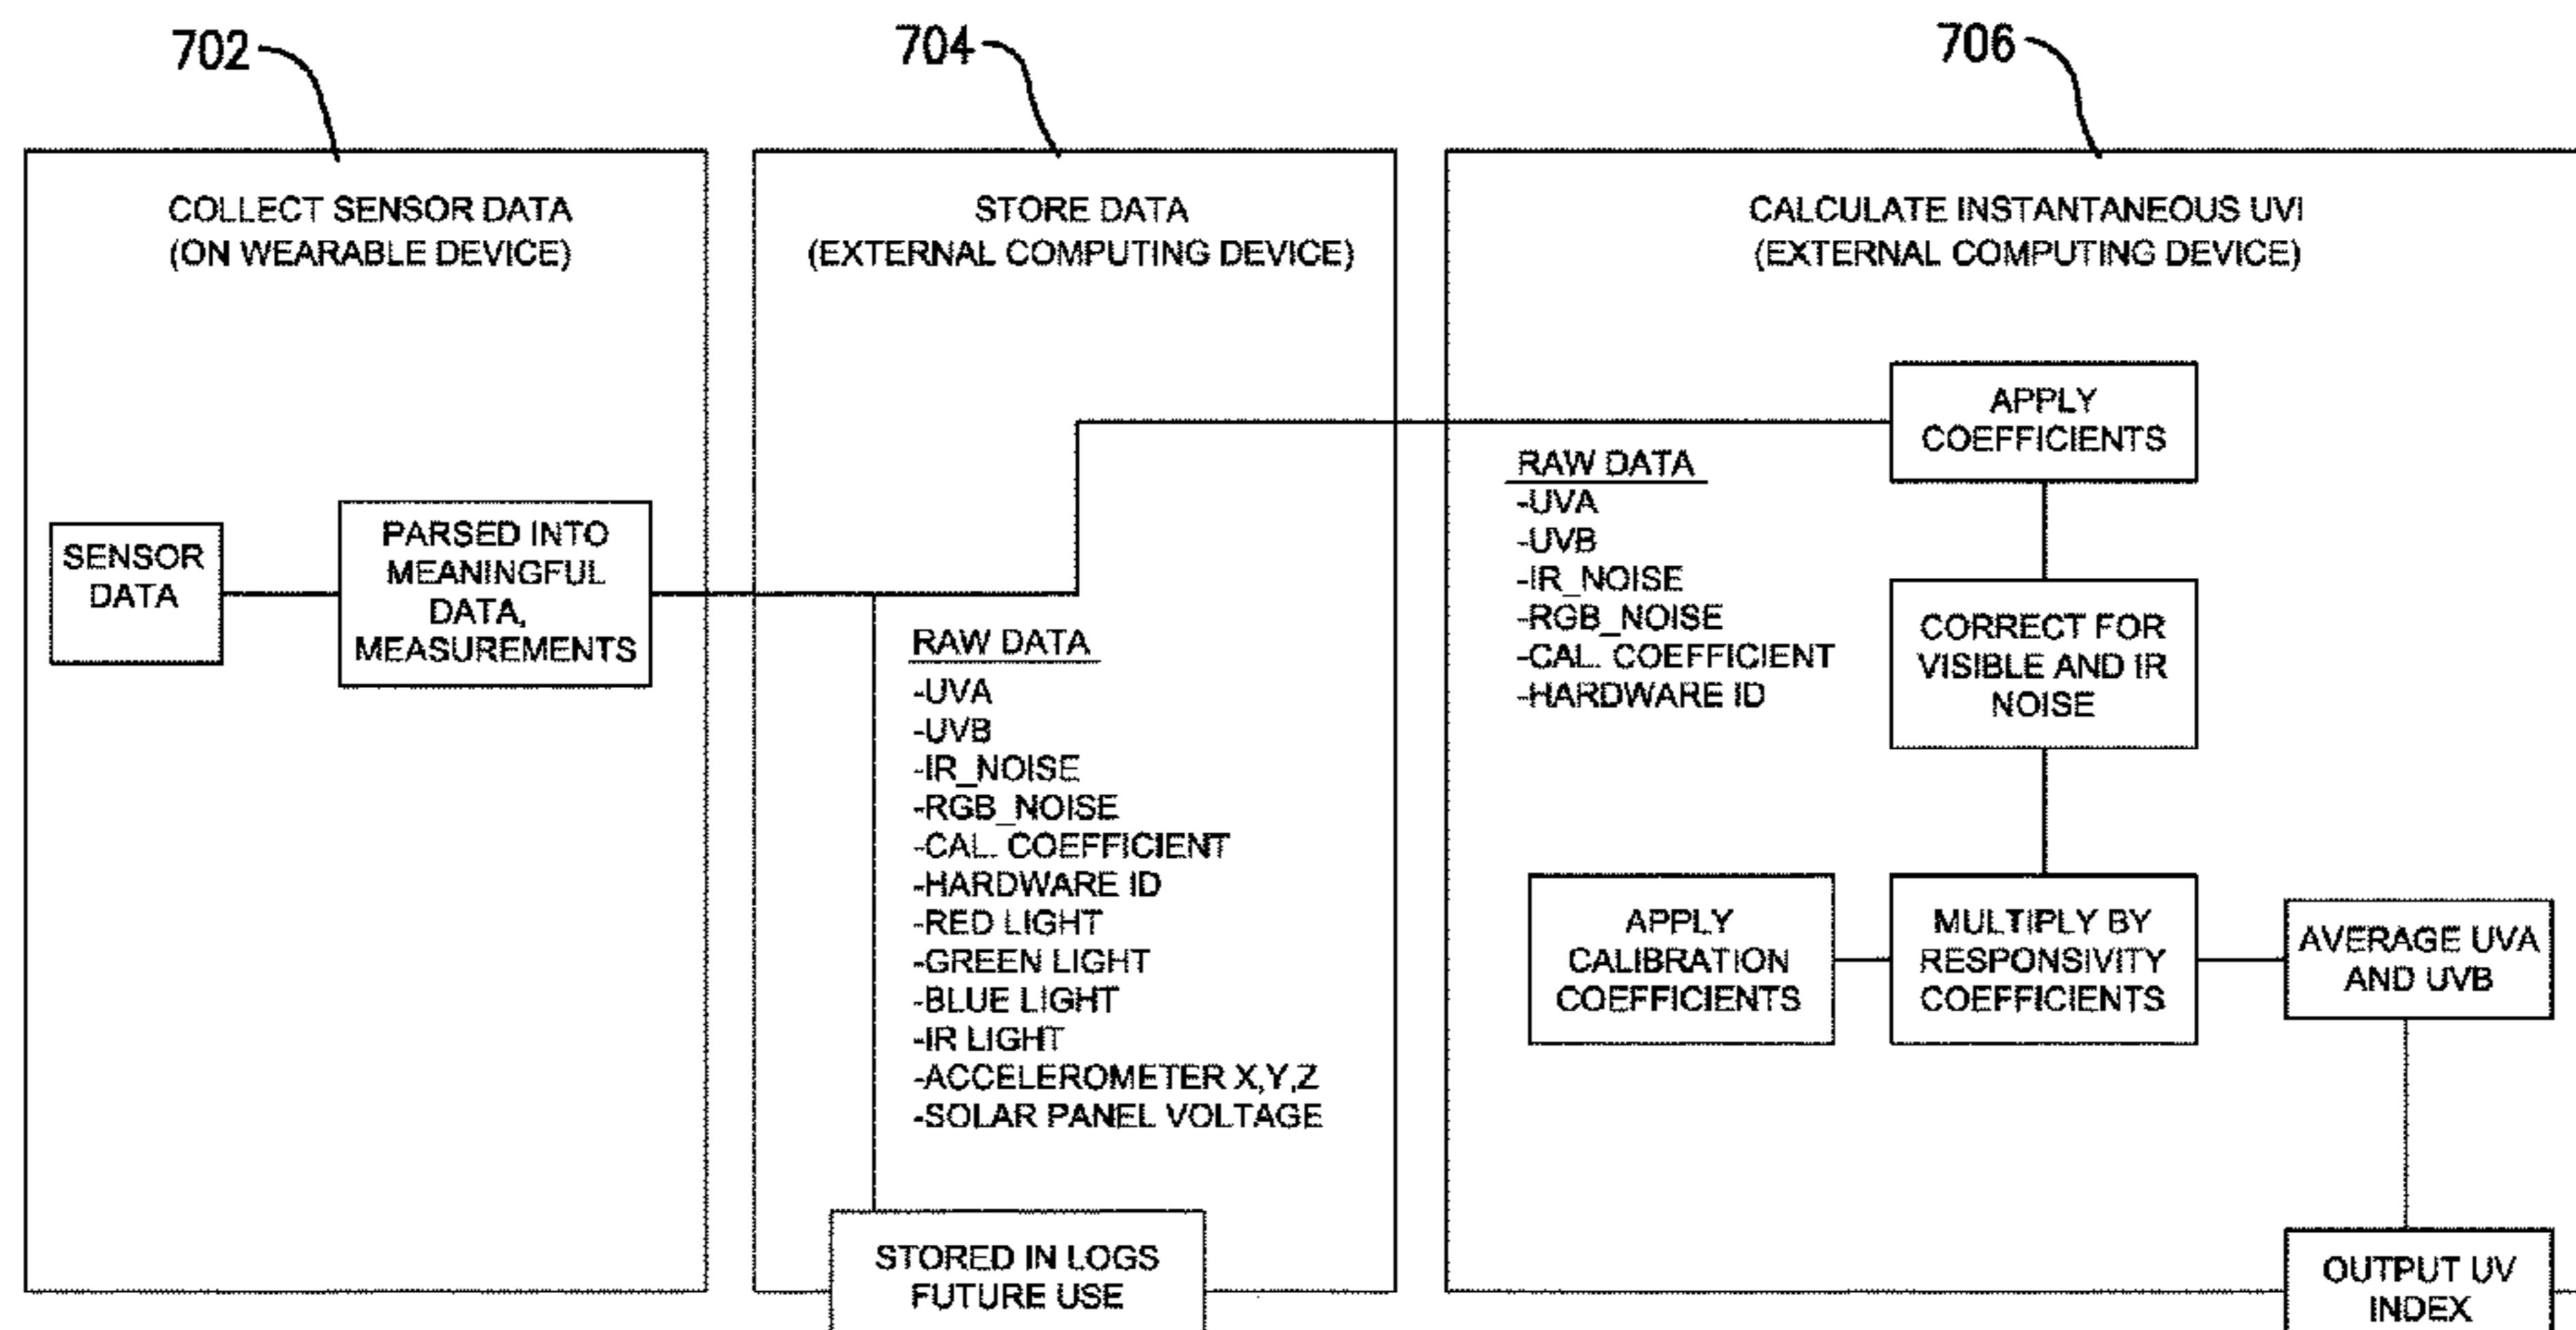 702
704
706
COLLECT SENSOR DATA
(ON WEARABLE DEVICE)
SENSOR
DATA
PARSED INTO
MEANINGFUL
DATA,
MEASUREMENTS
STORE DATA
(EXTERNAL COMPUTING DEVICE)
RAW DATA
-UVA
-UVB
-IR_NOISE
-RGB_NOISE
-CAL. COEFFICIENT
-HARDWARE ID
-RED LIGHT
-GREEN LIGHT
-BLUE LIGHT
-IR LIGHT
-ACCELEROMETER X,Y,Z
-SOLAR PANEL VOLTAGE
STORED IN LOGS
FUTURE USE
CALCULATE INSTANTANEOUS UVI
(EXTERNAL COMPUTING DEVICE)
RAW DATA
-UVA
-UVB
-IR_NOISE
-RGB_NOISE
-CAL. COEFFICIENT
-HARDWARE ID
APPLY
COEFFICIENTS
CORRECT FOR
VISIBLE AND IR
NOISE
APPLY
CALIBRATION
COEFFICIENTS
MULTIPLY BY
RESPONSIVITY
COEFFICIENTS
AVERAGE UVA
AND UVB
OUTPUT UV
INDEX